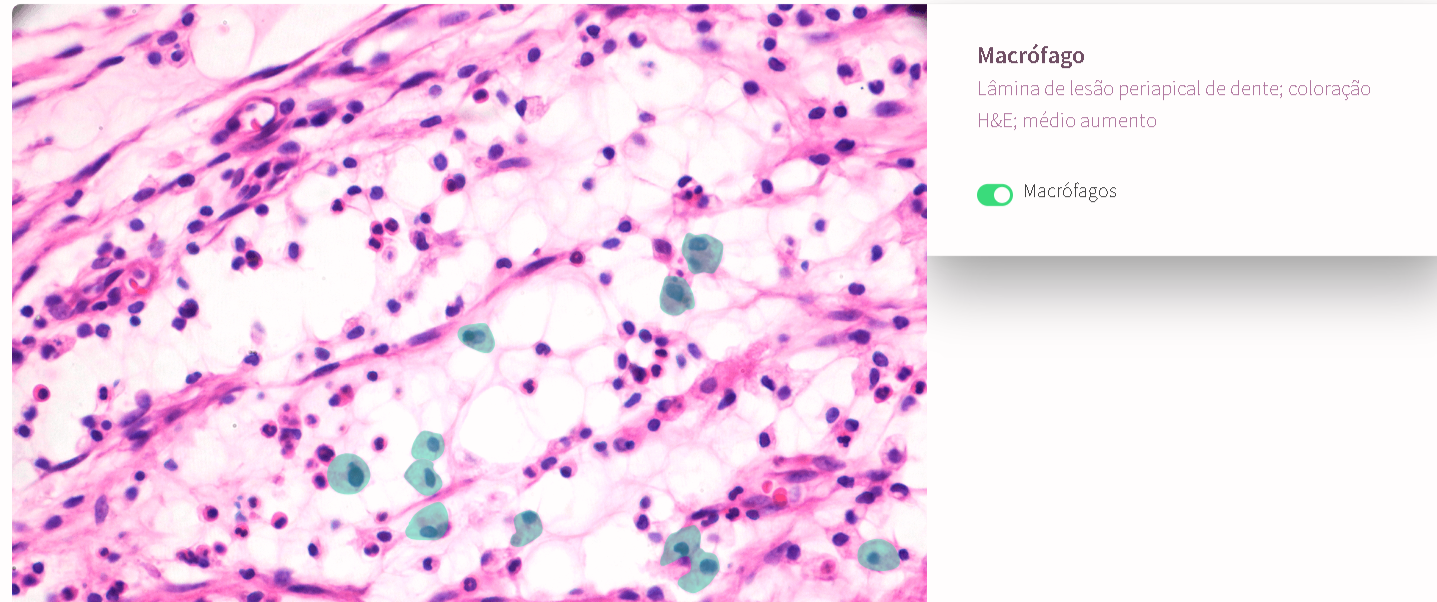 Macrófago
Lâmina de lesão periapical de dente; coloração
H&E; médio aumento
Macrófagos